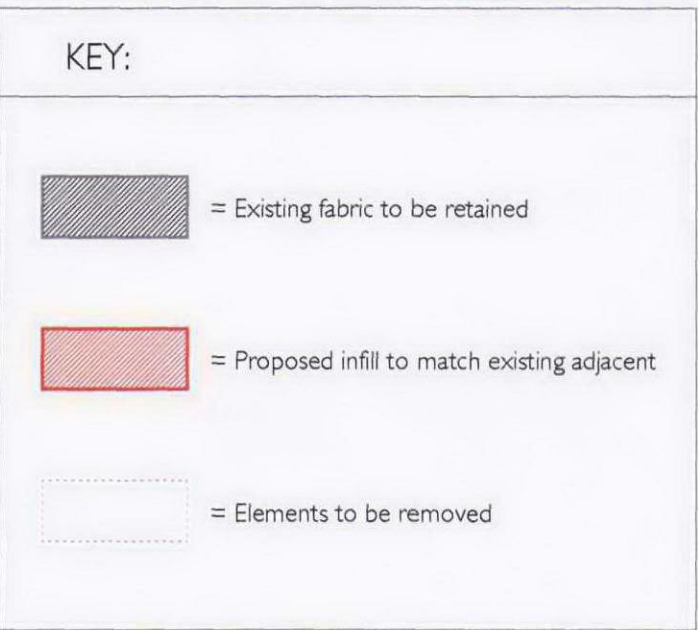 KEY:
= Existing fabric to be retained
= Proposed infill to match existing adjacent
= Elements to be removed